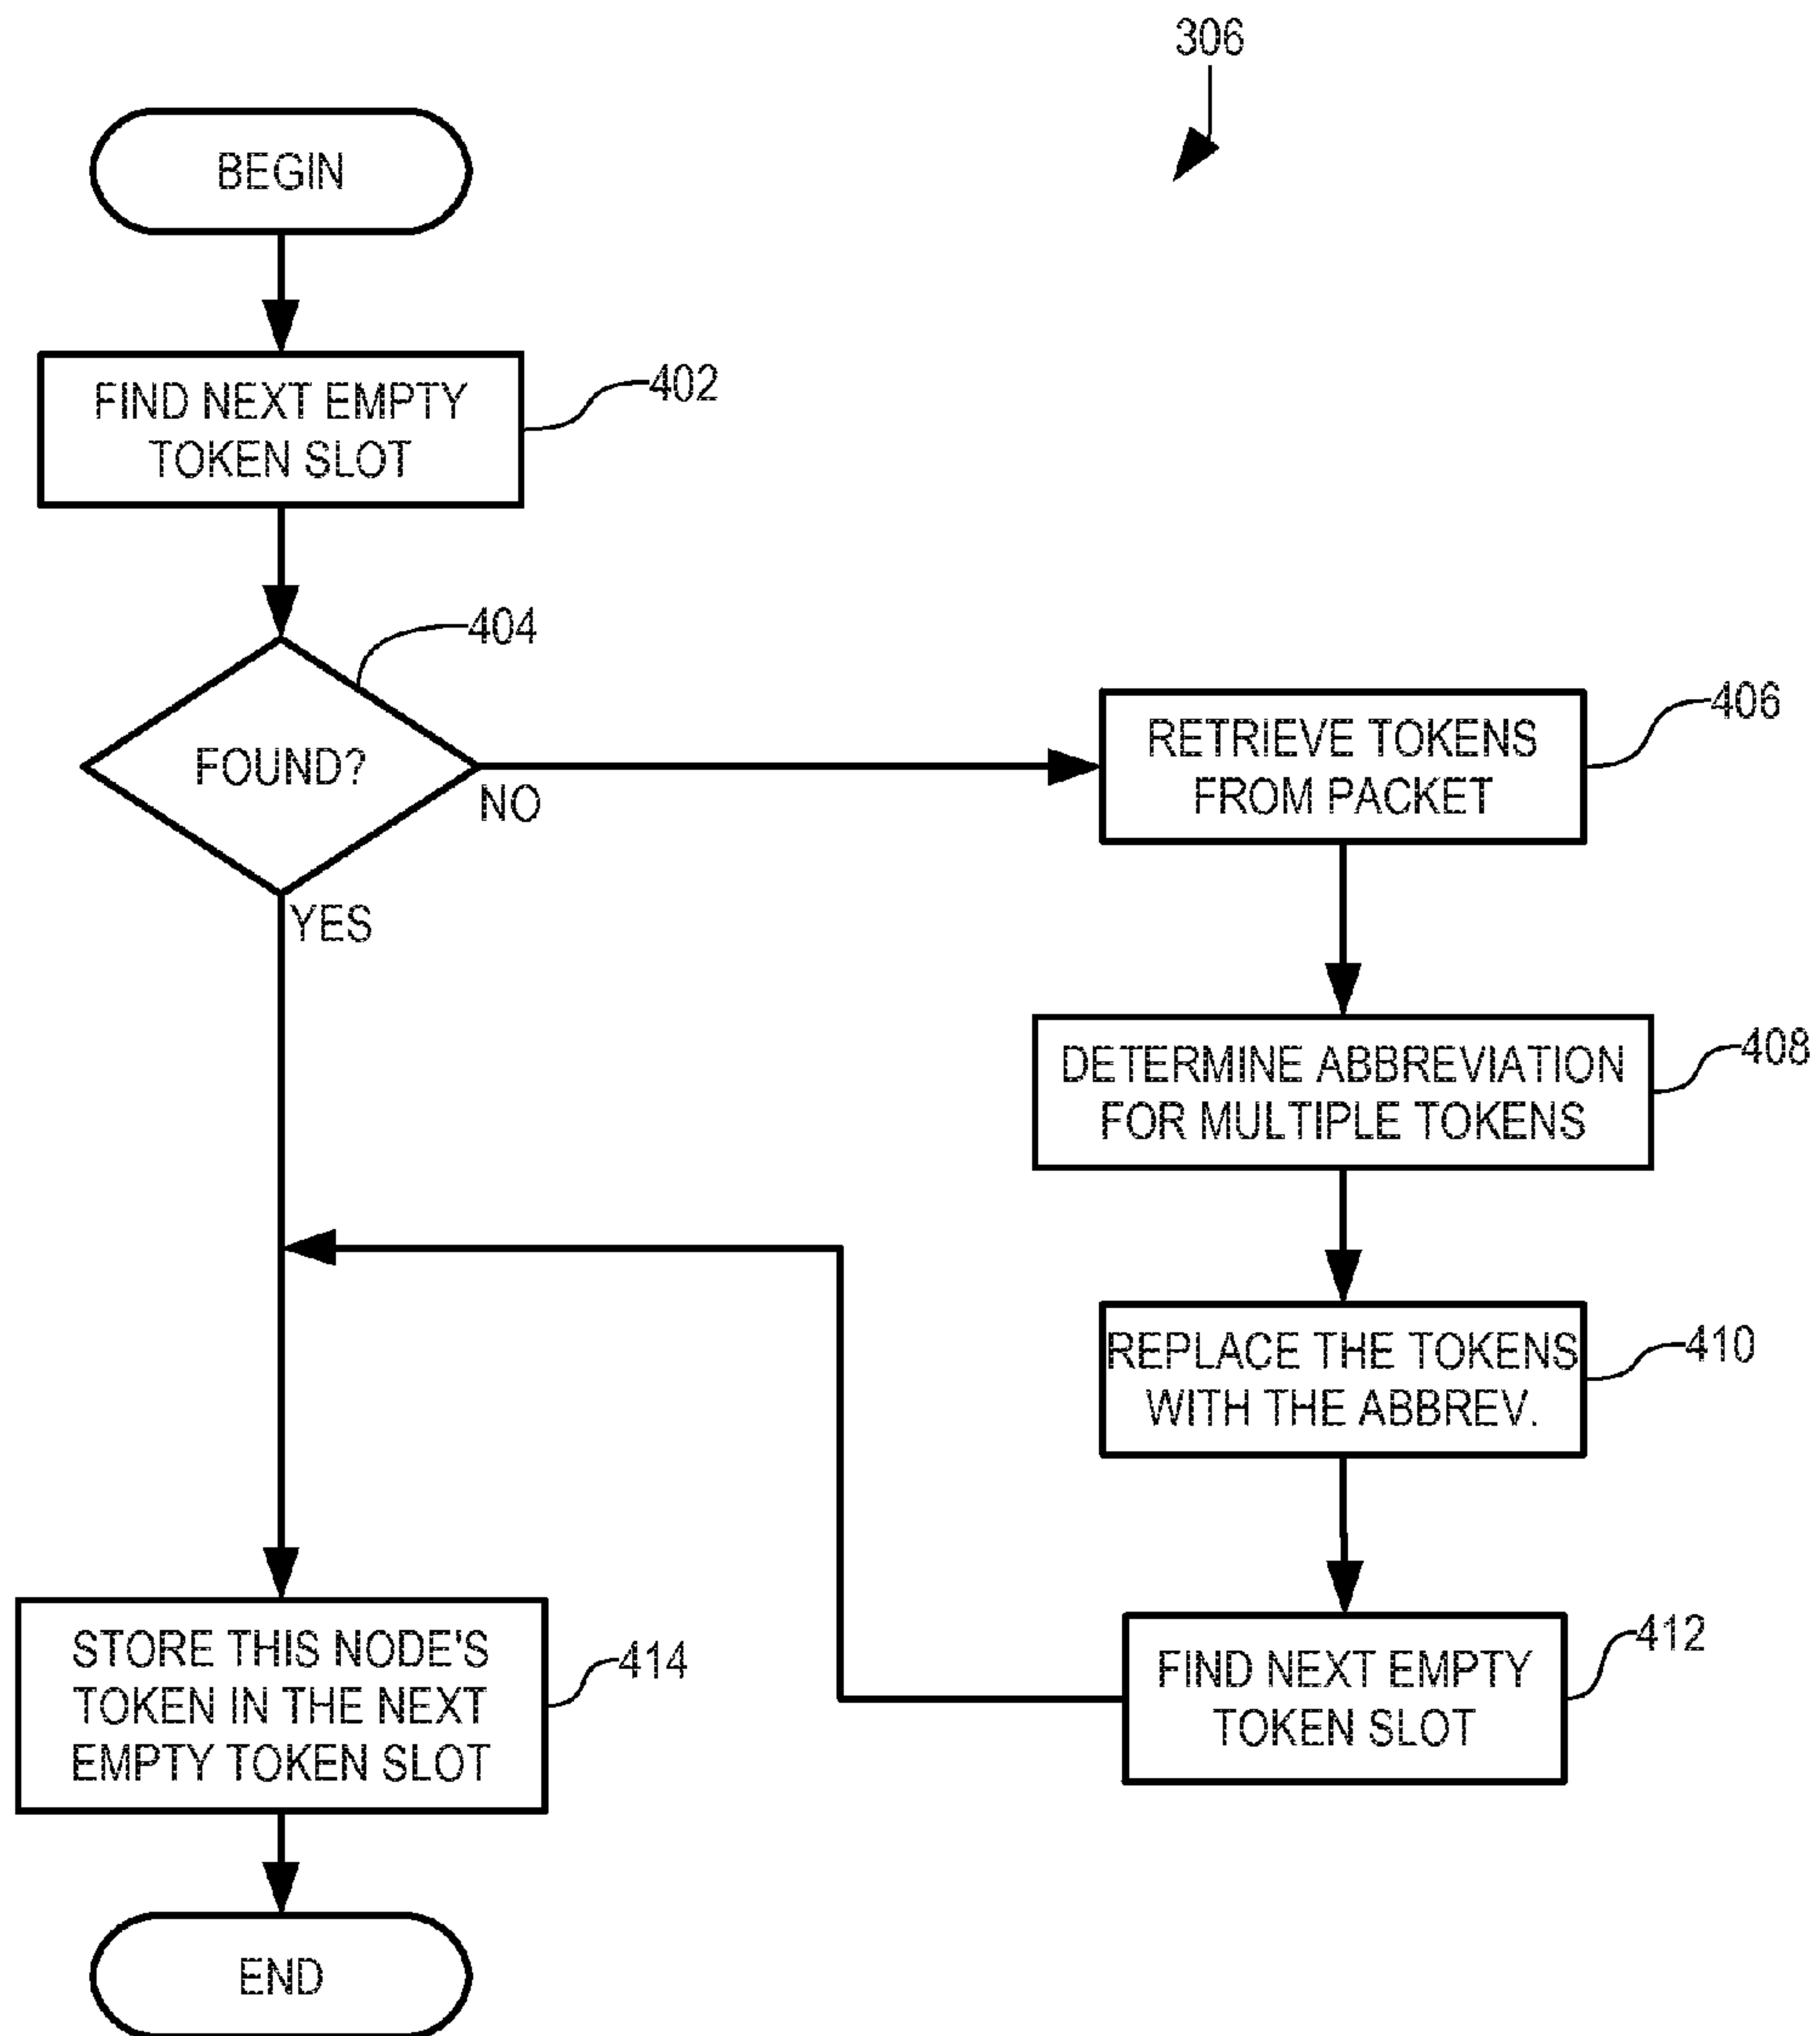 306
BEGIN
FIND NEXT EMPTY
TOKEN SLOT
402
404
FOUND?
NO
YES
RETRIEVE TOKENS
FROM PACKET
406
DETERMINE ABBREVIATION
FOR MULTIPLE TOKENS
408
REPLACE THE TOKENS
WITH THE ABBREV.
410
FIND NEXT EMPTY
TOKEN SLOT
412
STORE THIS NODE'S
TOKEN IN THE NEXT
EMPTY TOKEN SLOT
414
END